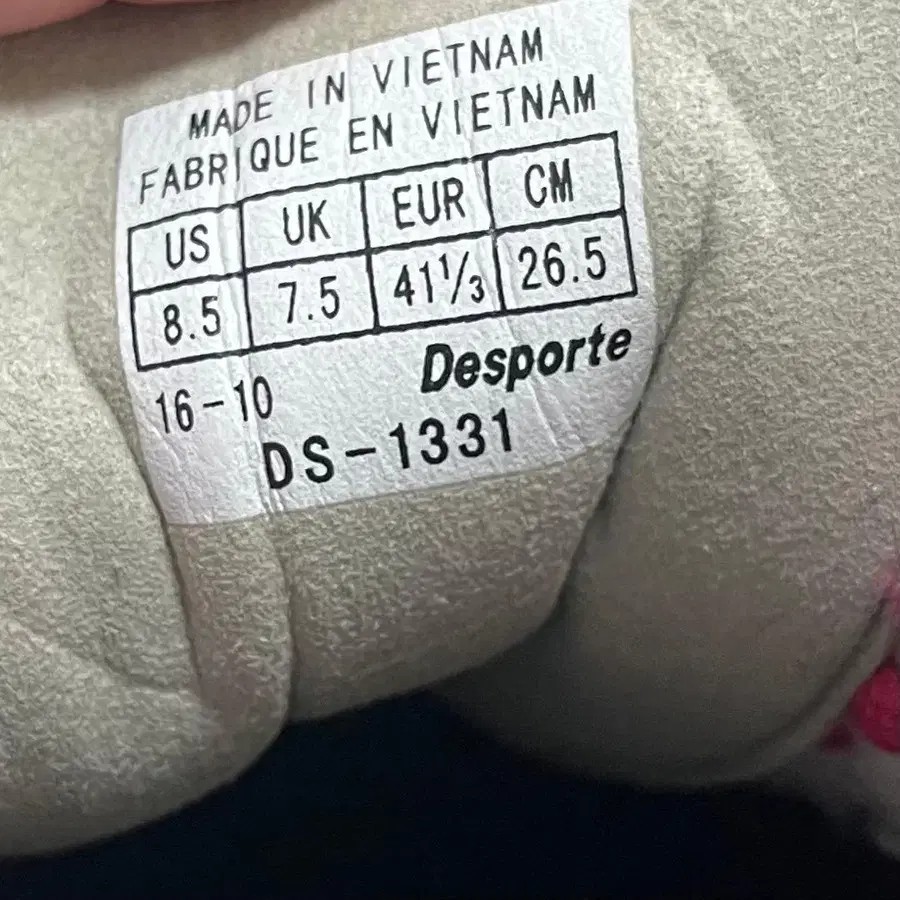 MADE IN VIETNAM
FABRIQUE EN VIETNAM
US UK EUR CM
8.5 7.5 41⅓ 26.5
16-10 Desporte
DS-1331